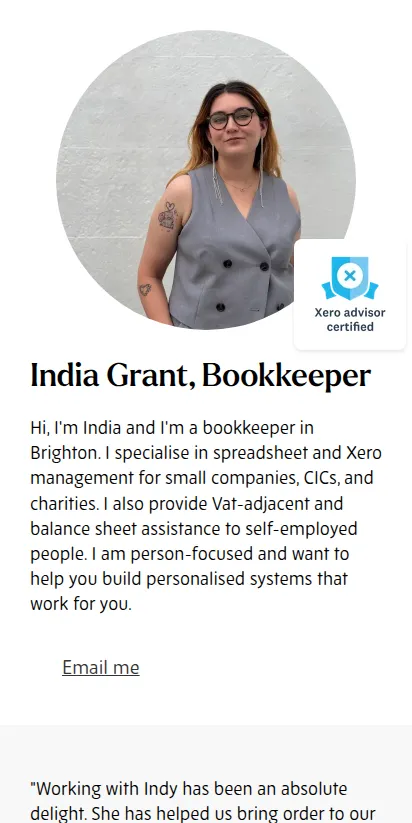 Xero advisor
certified
India Grant, Bookkeeper
Hi, I'm India and I'm a bookkeeper in
Brighton. I specialise in spreadsheet and Xero
management for small companies, CICs, and
charities. I also provide Vat-adjacent and
balance sheet assistance to self-employed
people. I am person-focused and want to
help you build personalised systems that
work for you.
Email me
"Working with Indy has been an absolute
delight. She has helped us bring order to our